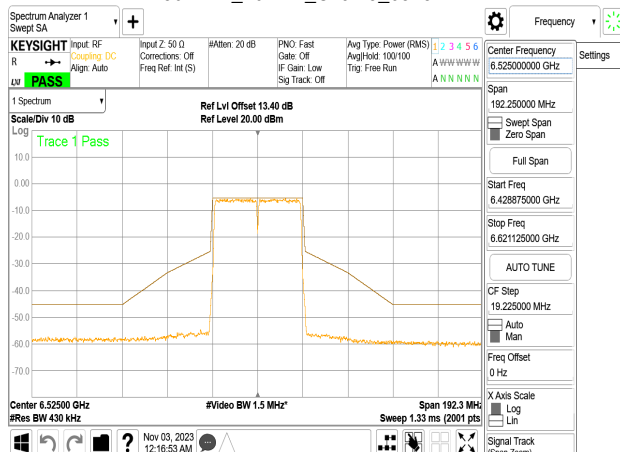 Spectrum Analyzer 1
Swept SA
Frequency
KEYSIGHT
R
LXI
PASS
Input: RF
Coupling: DC
Align: Auto
Input Z: 50 Ω
Corrections: Off
Freq Ref: Int (S)
#Atten: 20 dB
PNO: Fast
Gate: Off
IF Gain: Low
Sig Track: Off
Avg Type: Power (RMS)
Avg|Hold: 100/100
Trig: Free Run
1 2 3 4 5 6
A W W W W W
A N N N N N
Center Frequency
6.525000000 GHz
Settings
Span
192.250000 MHz
Swept Span
Zero Span
Full Span
Start Freq
6.428875000 GHz
Stop Freq
6.621125000 GHz
AUTO TUNE
CF Step
19.225000 MHz
Auto
Man
Freq Offset
0 Hz
X Axis Scale
Log
Lin
Signal Track
(Span Zoom)
1 Spectrum
Scale/Div 10 dB
Ref Lvl Offset 13.40 dB
Ref Level 20.00 dBm
Log
Trace 1 Pass
10.0
0.00
-10.0
-20.0
-30.0
-40.0
-50.0
-60.0
-70.0
Center 6.52500 GHz
#Res BW 430 kHz
#Video BW 1.5 MHz*
Span 192.3 MHz
Sweep 1.33 ms (2001 pts
?
Nov 03, 2023
12:16:53 AM